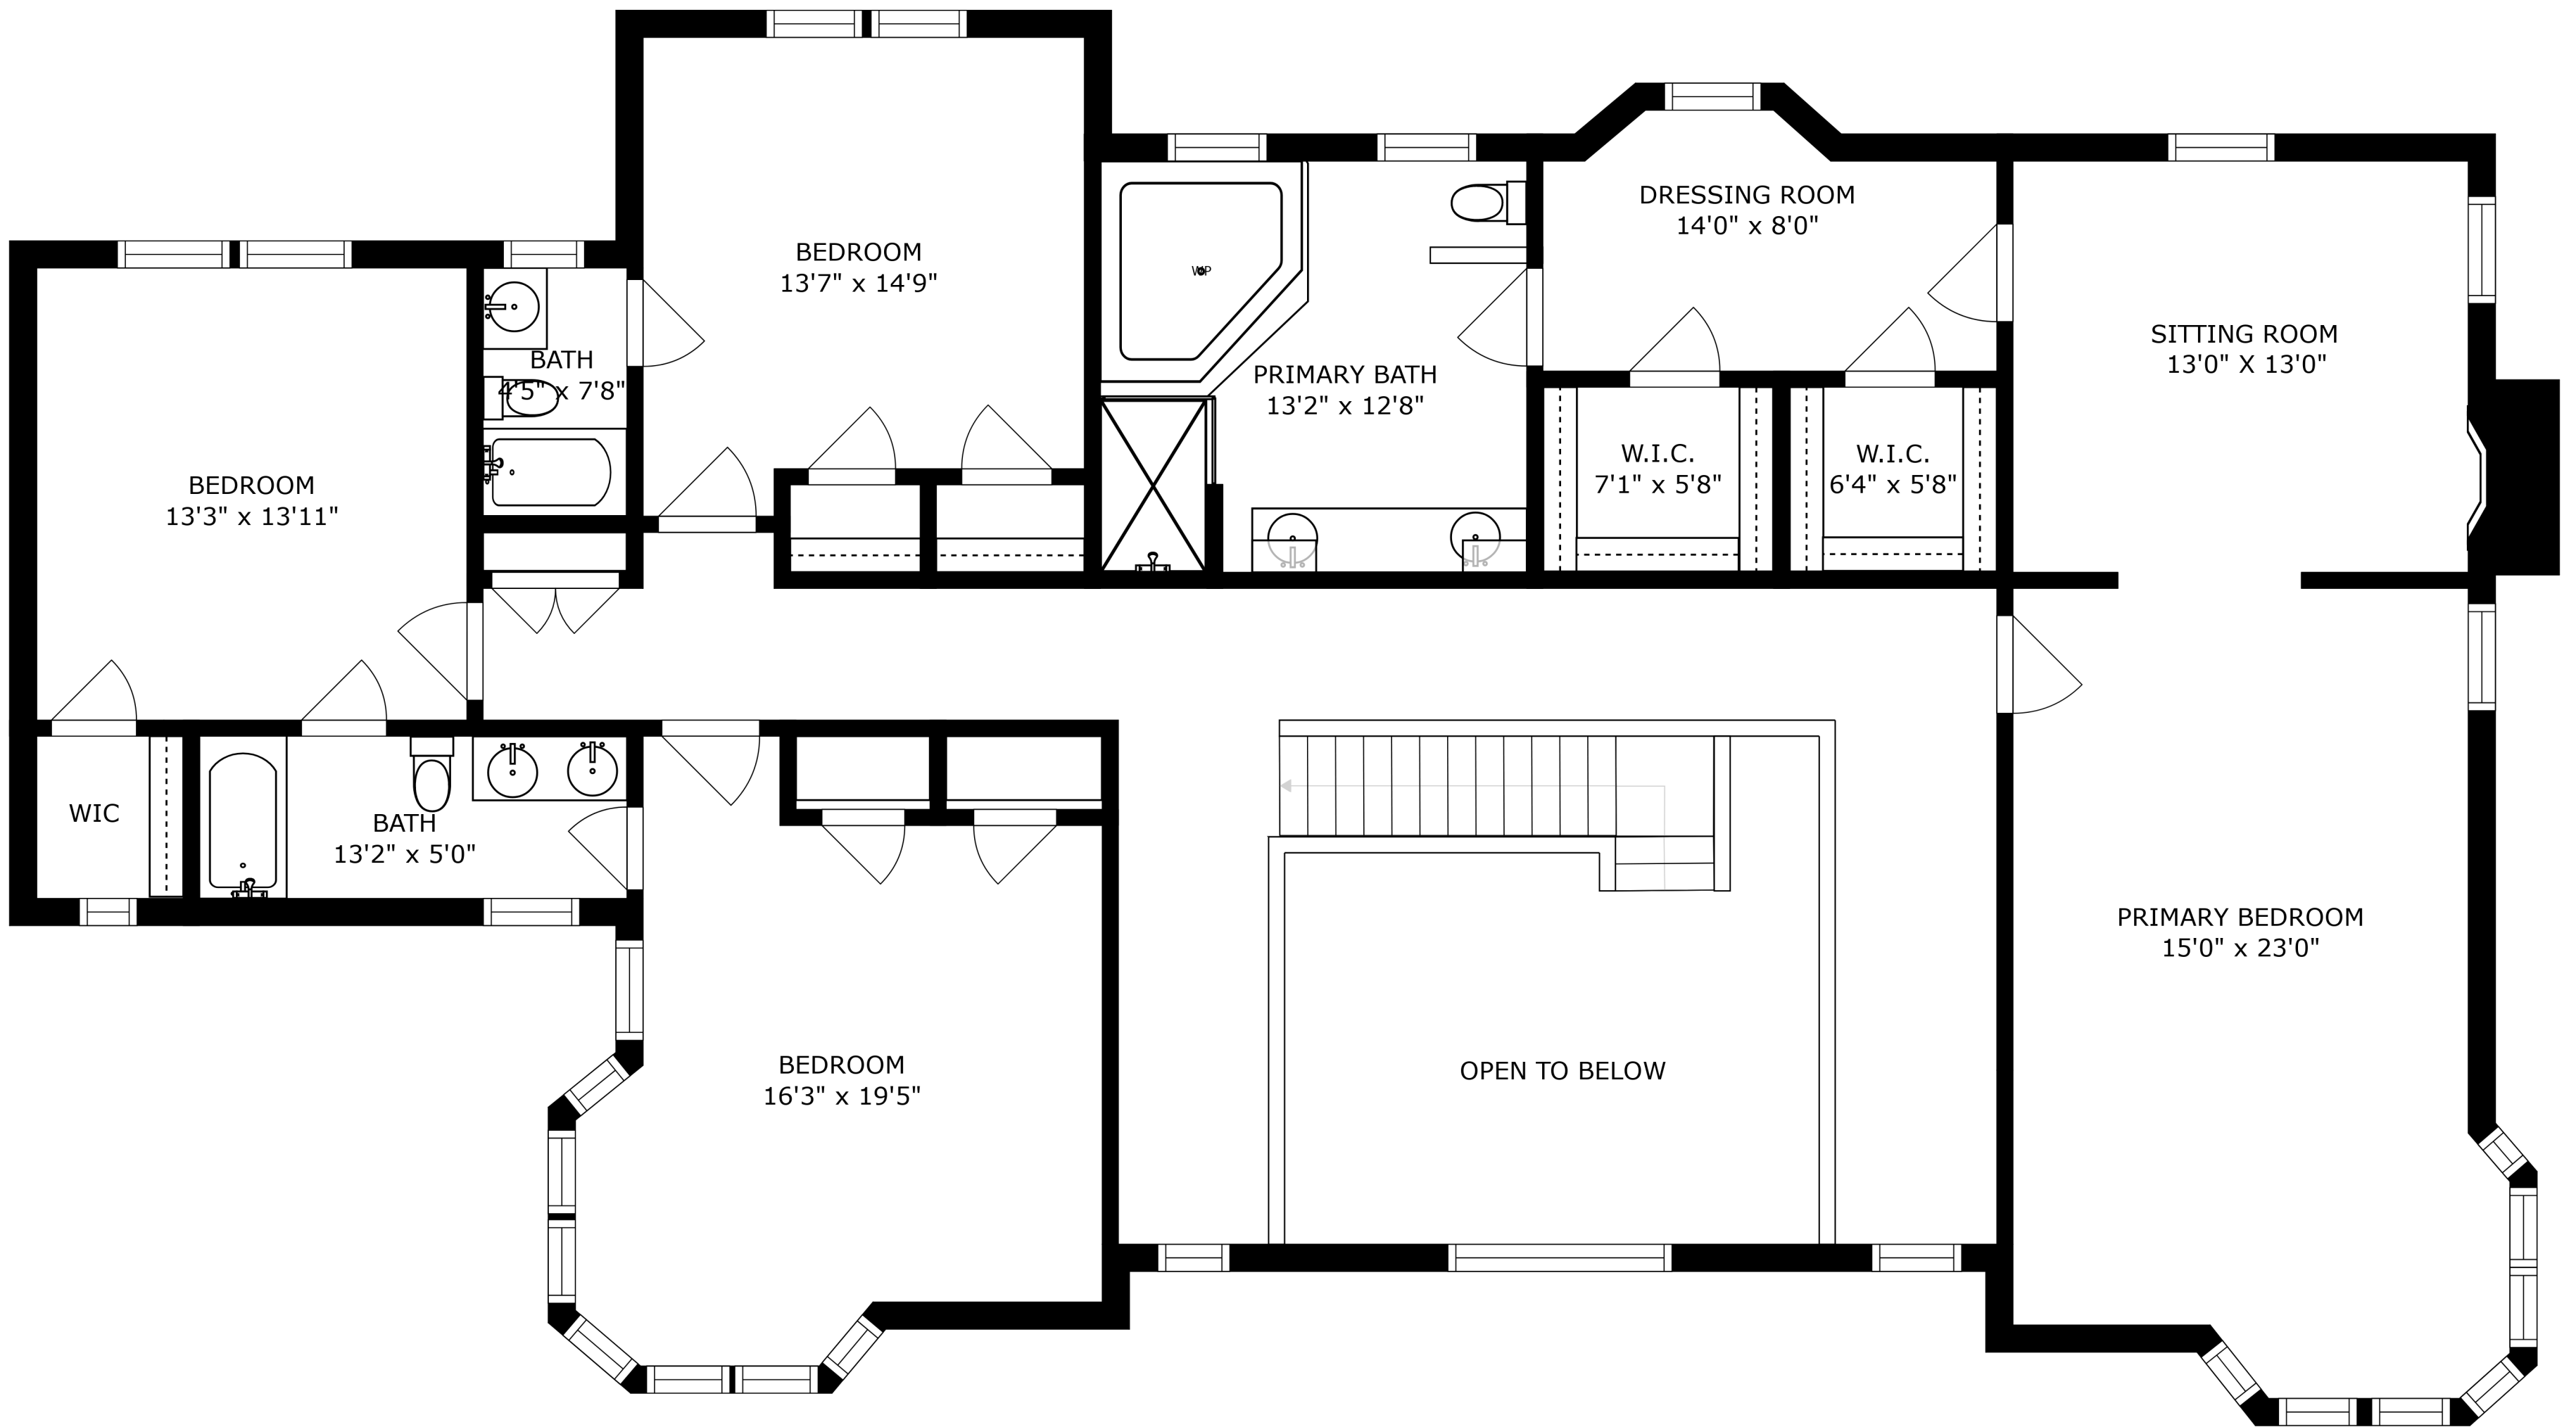 BEDROOM
13'7" x 14'9"
DRESSING ROOM
14'0" x 8'0"
WP
SITTING ROOM
13'0" X 13'0"
BATH
4'5" x 7'8"
PRIMARY BATH
13'2" x 12'8"
W.I.C.
7'1" x 5'8"
W.I.C.
6'4" x 5'8"
BEDROOM
13'3" x 13'11"
WIC
BATH
13'2" x 5'0"
PRIMARY BEDROOM
15'0" x 23'0"
BEDROOM
16'3" x 19'5"
OPEN TO BELOW